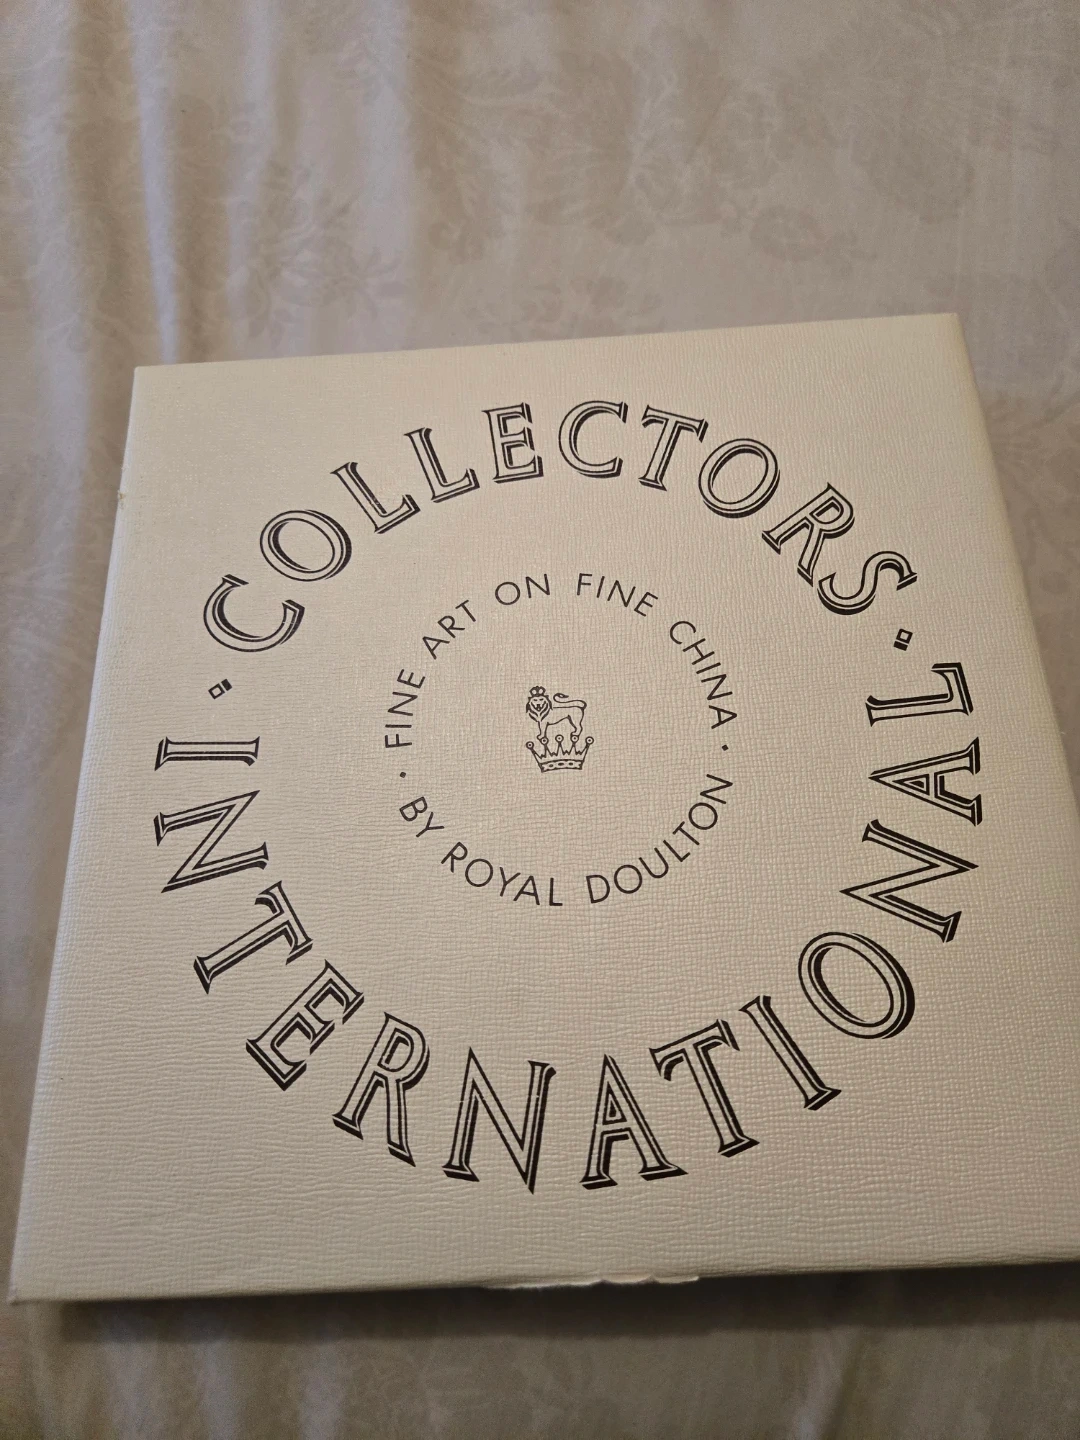 COLLECTORS · INTERNATIONAL ·
FINE ART ON FINE CHINA · BY ROYAL DOULTON ·